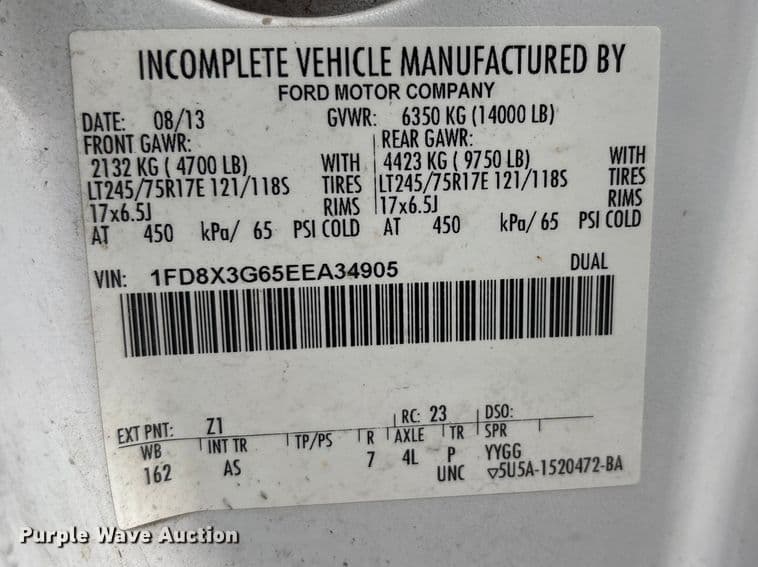 INCOMPLETE VEHICLE MANUFACTURED BY
FORD MOTOR COMPANY
DATE: 08/13 GVWR: 6350 KG (14000 LB)
FRONT GAWR: REAR GAWR:
2132 KG ( 4700 LB) WITH 4423 KG ( 9750 LB) WITH
LT245/75R17E 121/118S TIRES LT245/75R17E 121/118S TIRES
17x6.5J RIMS 17x6.5J RIMS
AT 450 kPa/ 65 PSI COLD AT 450 kPa/ 65 PSI COLD
VIN: 1FD8X3G65EEA34905 DUAL
EXT PNT: Z1 RC: 23 DSO:
WB INT TR TP/PS R AXLE TR SPR
162 AS 7 4L P YYGG
UNC ▽5U5A-1520472-BA
Purple Wave Auction